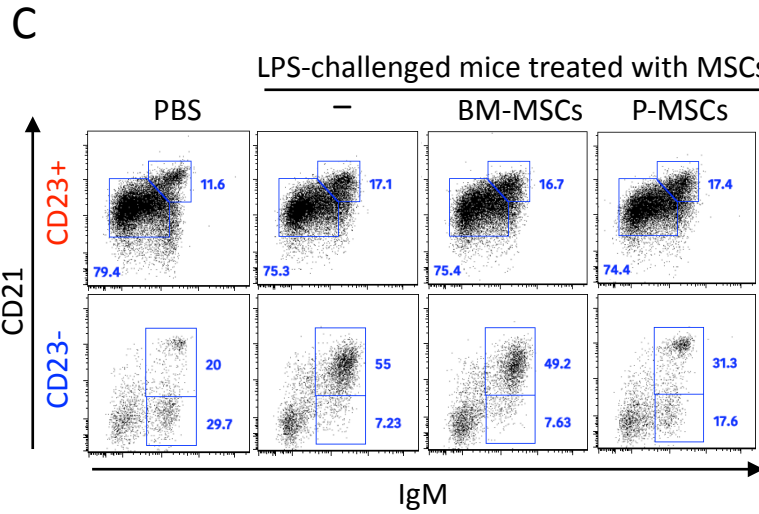 C
LPS-challenged mice treated with MSCs
PBS
–
BM-MSCs
P-MSCs
CD21
CD23+
11.6
79.4
17.1
75.3
16.7
75.4
17.4
74.4
CD23-
20
29.7
55
7.23
49.2
7.63
31.3
17.6
IgM